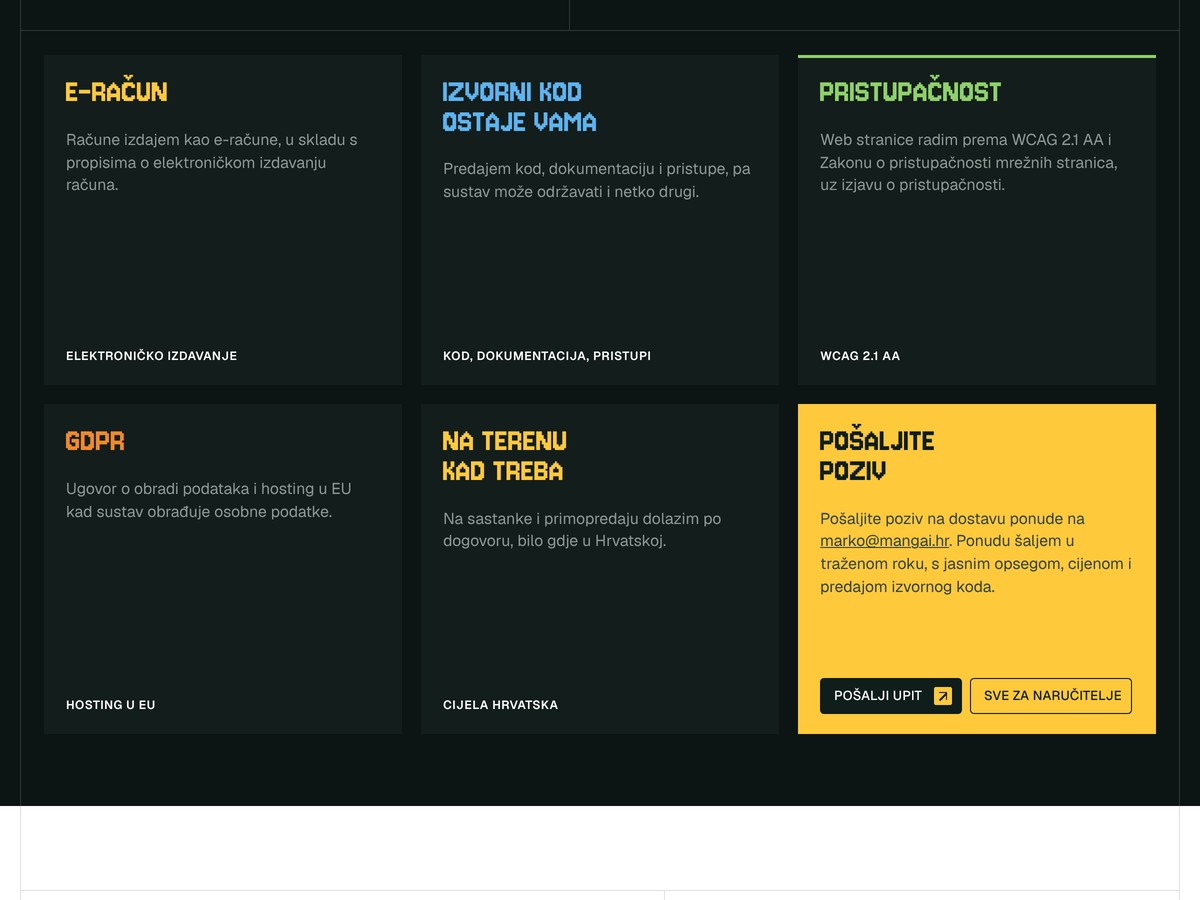 E-RAČUN
Račune izdajem kao e-račune, u skladu s
propisima o elektroničkom izdavanju
računa.
ELEKTRONIČKO IZDAVANJE
IZVORNI KOD
OSTAJE VAMA
Predajem kod, dokumentaciju i pristupe, pa
sustav može održavati i netko drugi.
KOD, DOKUMENTACIJA, PRISTUPI
PRISTUPAČNOST
Web stranice radim prema WCAG 2.1 AA i
Zakonu o pristupačnosti mrežnih stranica,
uz izjavu o pristupačnosti.
WCAG 2.1 AA
GDPR
Ugovor o obradi podataka i hosting u EU
kad sustav obrađuje osobne podatke.
HOSTING U EU
NA TERENU
KAD TREBA
Na sastanke i primopredaju dolazim po
dogovoru, bilo gdje u Hrvatskoj.
CIJELA HRVATSKA
POŠALJITE
POZIV
Pošaljite poziv na dostavu ponude na
marko@mangai.hr. Ponudu šaljem u
traženom roku, s jasnim opsegom, cijenom i
predajom izvornog koda.
POŠALJI UPIT
SVE ZA NARUČITELJE